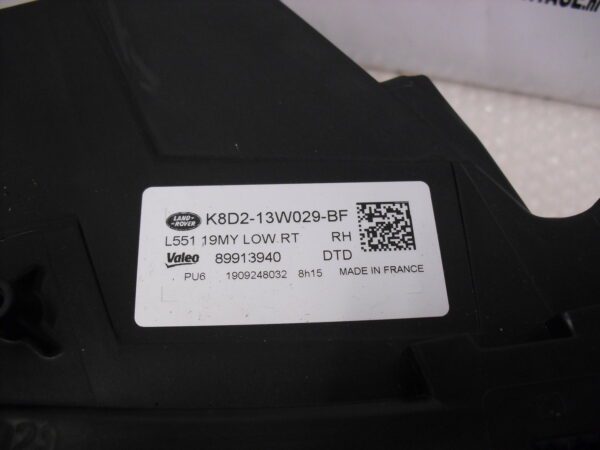 LAND-
ROVER
K8D2-13W029-BF
L551 19MY LOW RT RH
Valeo 89913940 DTD
PU6 1909248032 8h15 MADE IN FRANCE